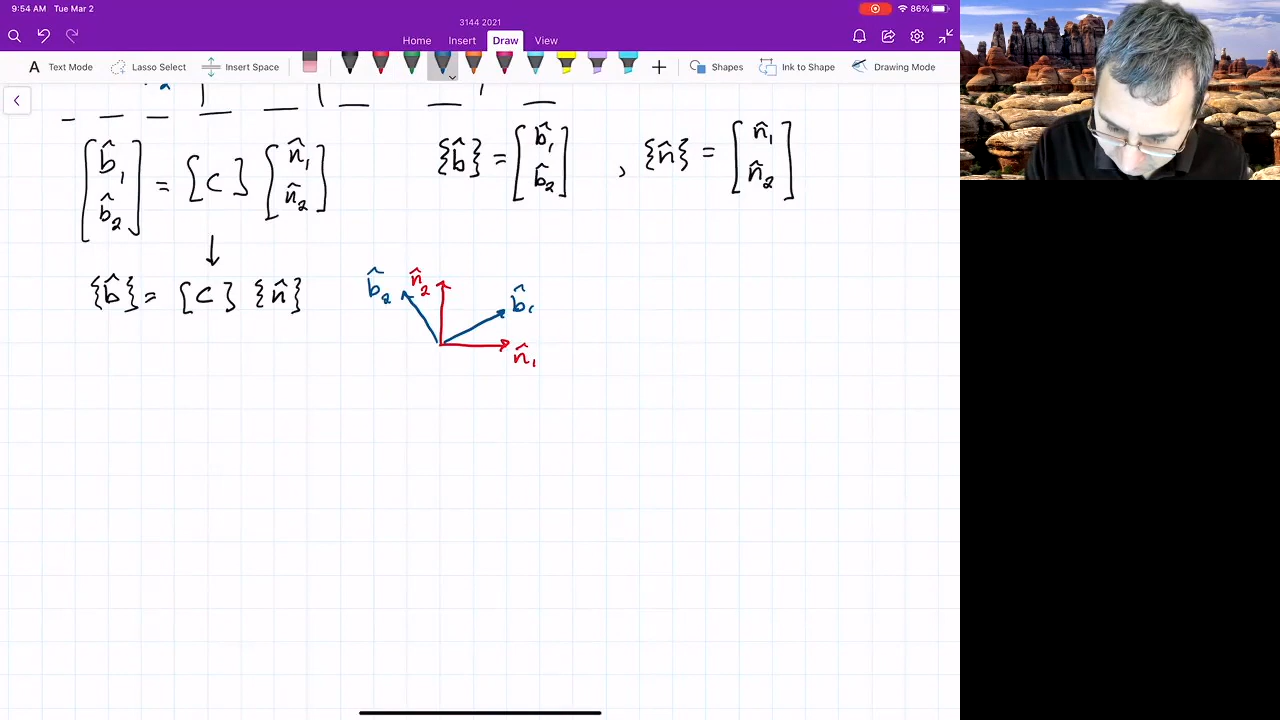 9:54 AM Tue Mar 2
86%
3144 2021
Home Insert Draw View
A Text Mode Lasso Select Insert Space + Shapes Ink to Shape Drawing Mode
[b̂₁ b̂₂] = [C] [n̂₁ n̂₂]
{b̂} = [b̂₁ b̂₂] , {n̂} = [n̂₁ n̂₂]
↓
{b̂} = [C] {n̂}
b̂₂ n̂₂ b̂₁
n̂₁